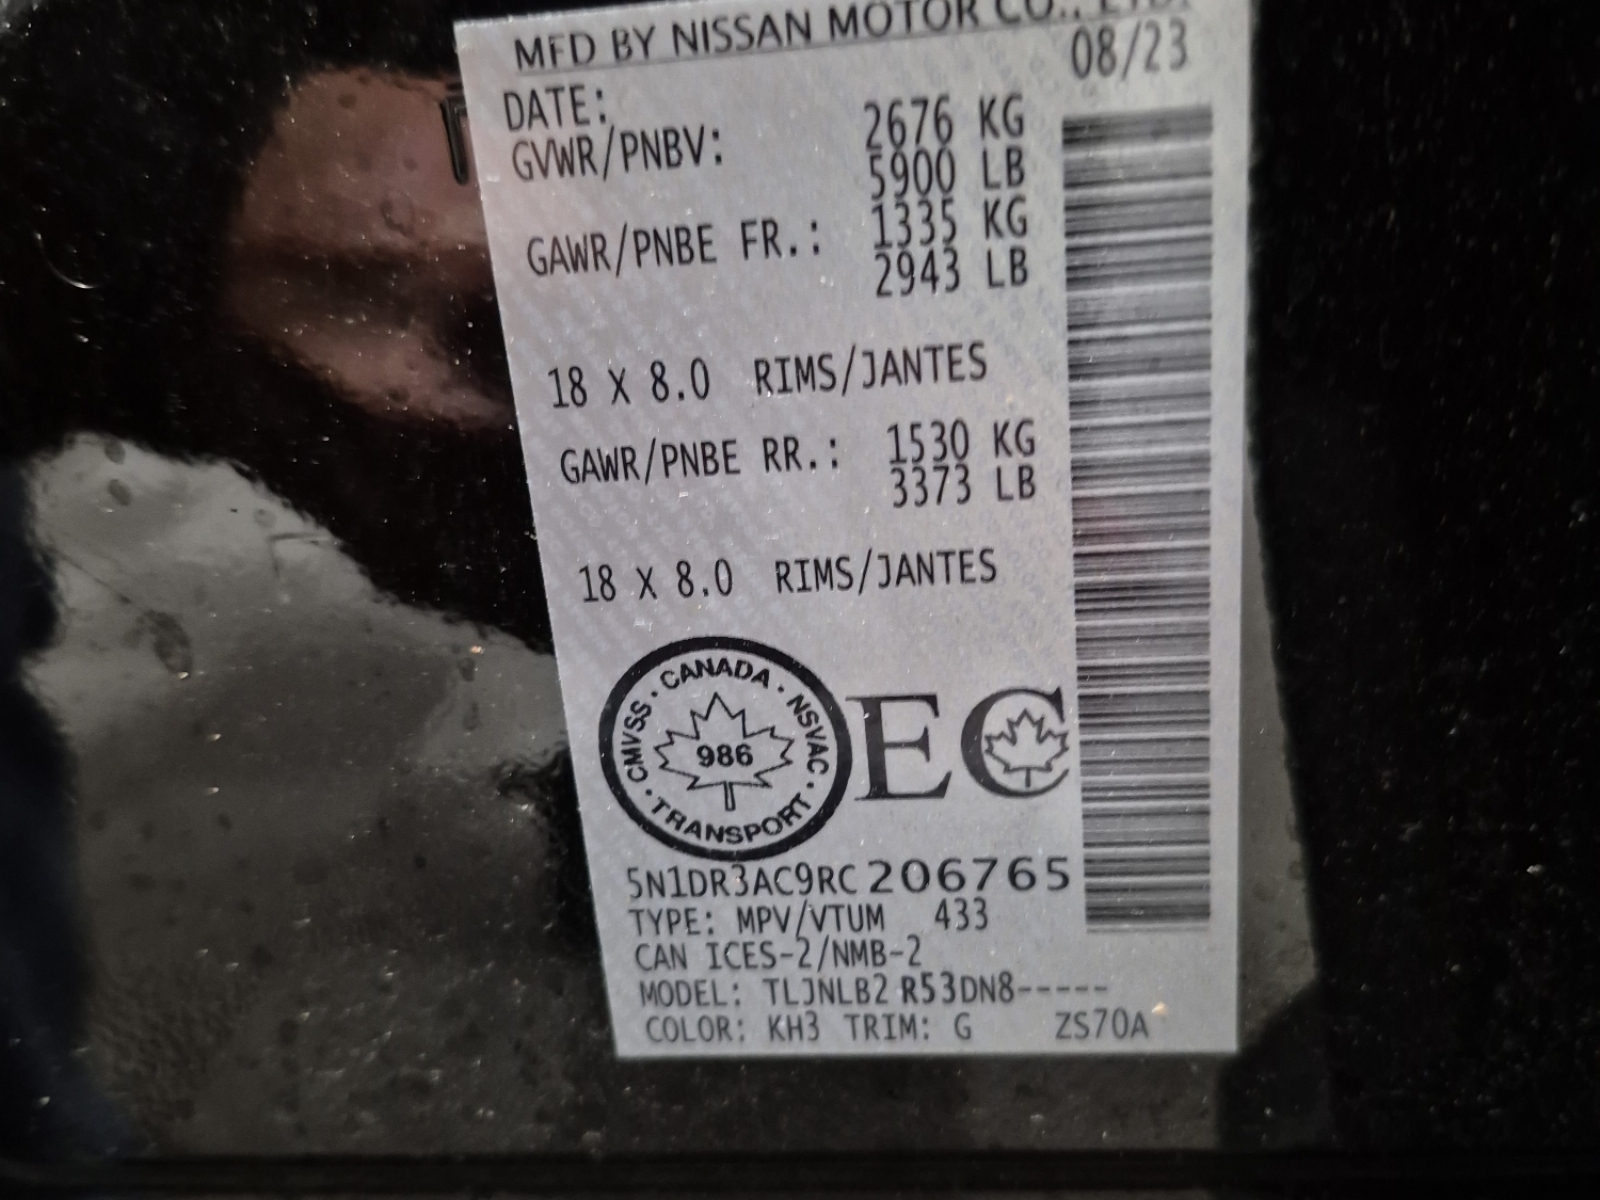 MFD BY NISSAN MOTOR CO., LTD.
DATE: 08/23
GVWR/PNBV: 2676 KG
5900 LB
GAWR/PNBE FR.: 1335 KG
2943 LB
18 X 8.0 RIMS/JANTES
GAWR/PNBE RR.: 1530 KG
3373 LB
18 X 8.0 RIMS/JANTES
CANADA · NSVAC · TRANSPORT · CMVSS ·
986
EC
5N1DR3AC9RC206765
TYPE: MPV/VTUM 433
CAN ICES-2/NMB-2
MODEL: TLJNLB2 R53DN8-----
COLOR: KH3 TRIM: G ZS70A